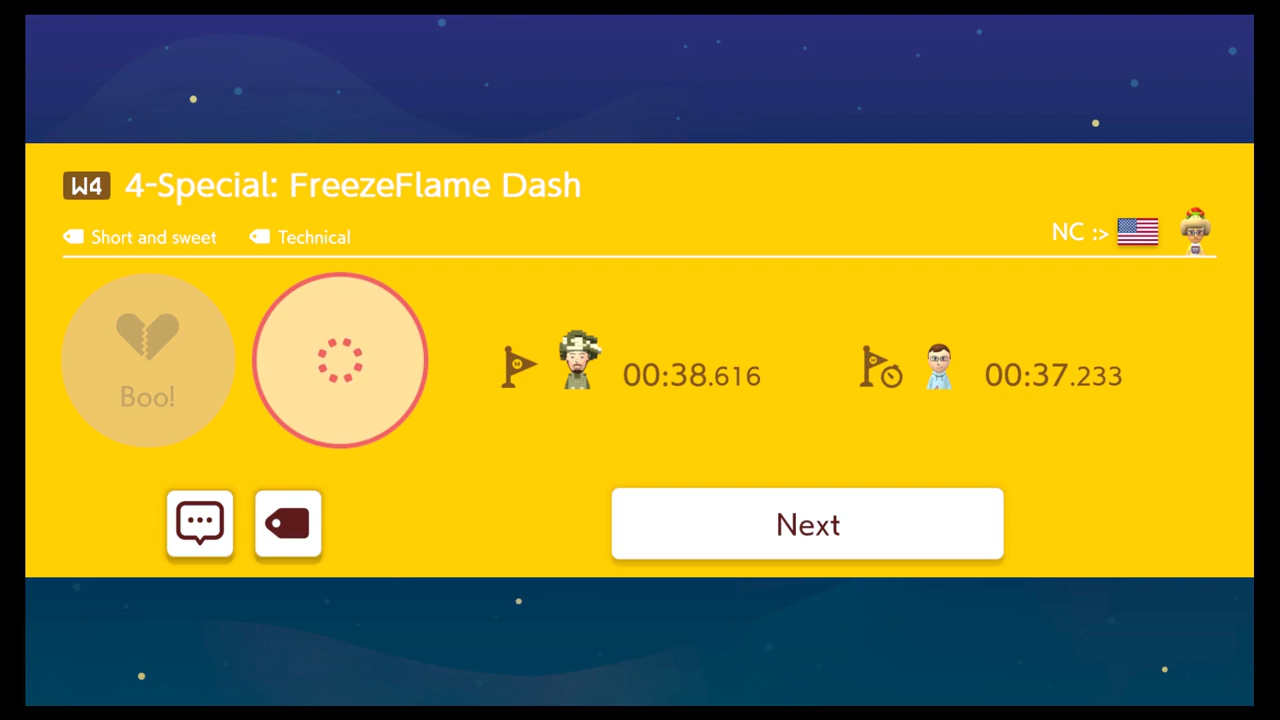 W4 4-Special: FreezeFlame Dash
Short and sweet Technical
NC :>
Boo!
M 00:38.616
M 00:37.233
Next